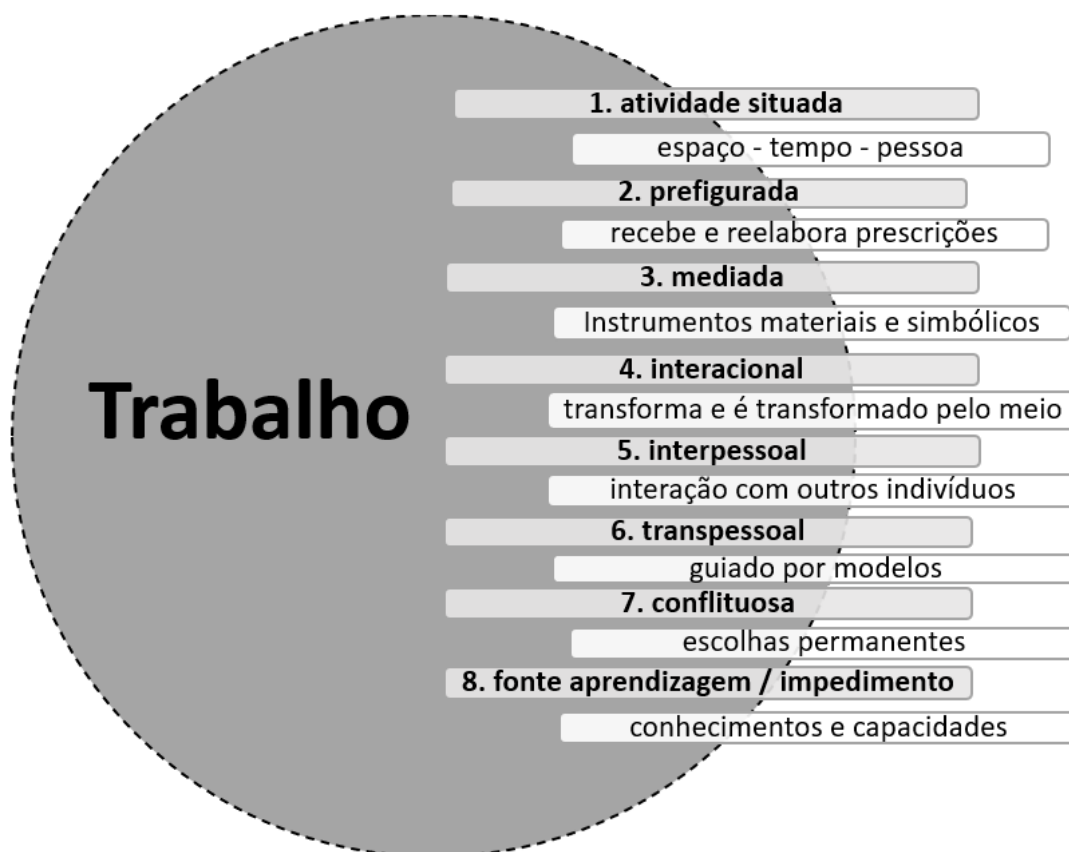 1. atividade situada
espaço - tempo - pessoa
2. prefigurada
recebe e reelabora prescrições
3. mediada
Instrumentos materiais e simbólicos
4. interacional
transforma e é transformado pelo meio
Trabalho
5. interpessoal
interação com outros indivíduos
6. transpessoal
guiado por modelos
7. conflituosa
escolhas permanentes
8. fonte aprendizagem / impedimento
conhecimentos e capacidades